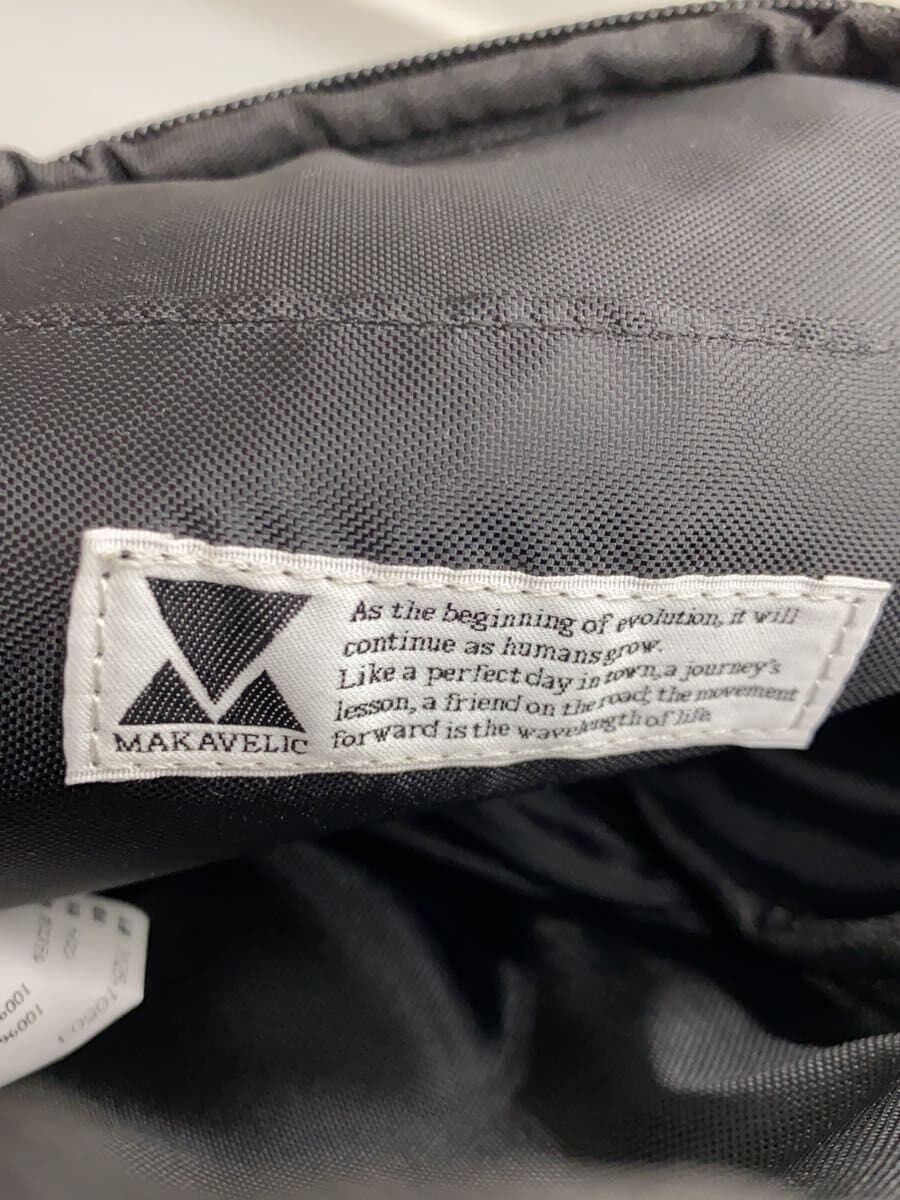 MAKAVELIC
As the beginning of evolution, it will
continue as humans grow.
Like a perfect day in town, a journey's
lesson, a friend on the road; the movement
forward is the wavelength of life